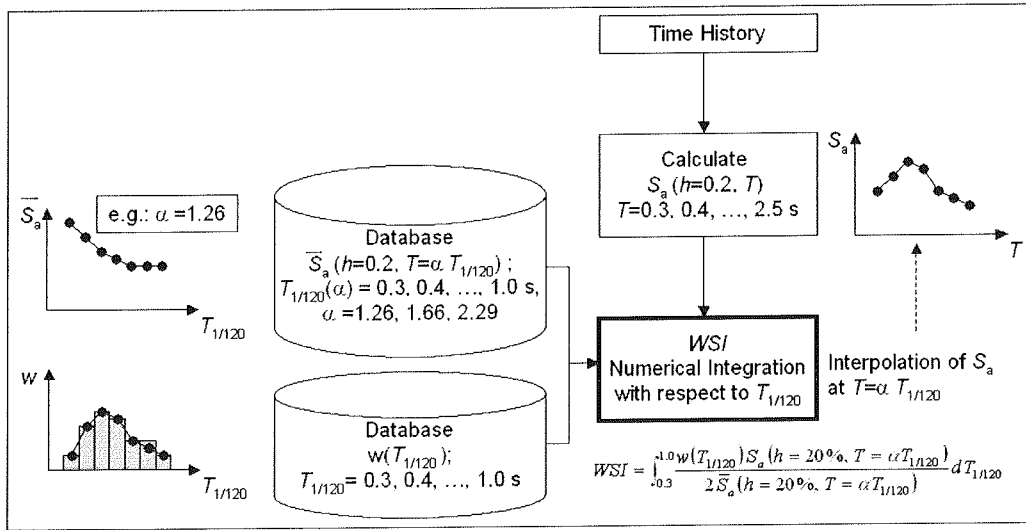 Time History
Calculate
Sₐ (h=0.2, T)
T=0.3, 0.4, ..., 2.5 s
Sₐ
T
S̅ₐ
e.g.: α =1.26
T1/120
Database
S̅ₐ (h=0.2, T=α T1/120) ;
T1/120(α) = 0.3, 0.4, ..., 1.0 s,
α =1.26, 1.66, 2.29
WSI
Numerical Integration
with respect to T1/120
Interpolation of Sₐ
at T=α T1/120
w
T1/120
Database
w(T1/120);
T1/120= 0.3, 0.4, ..., 1.0 s
WSI = ∫0.3^1.0 w(T1/120) Sₐ (h = 20%, T = αT1/120) / 2 S̅ₐ (h = 20%, T = αT1/120) dT1/120